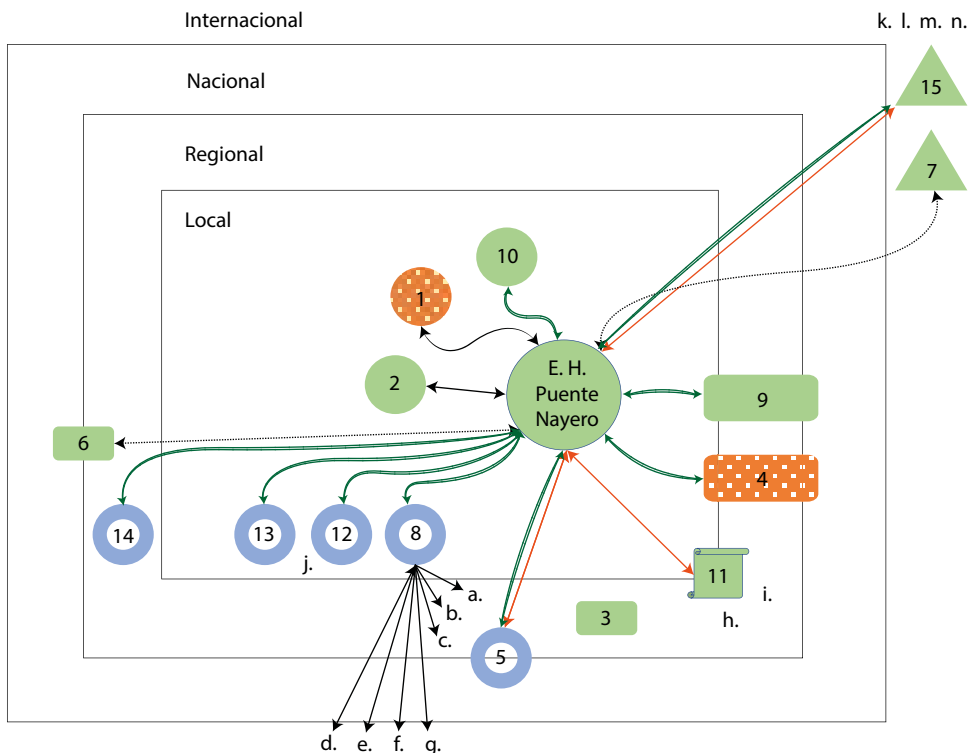 Internacional
k. l. m. n.
Nacional
15
Regional
7
Local
10
1
E. H.
Puente
Nayero
2
9
6
4
14
13
12
8
j.
11
a.
i.
b.
h.
3
c.
5
d.
e.
f.
g.